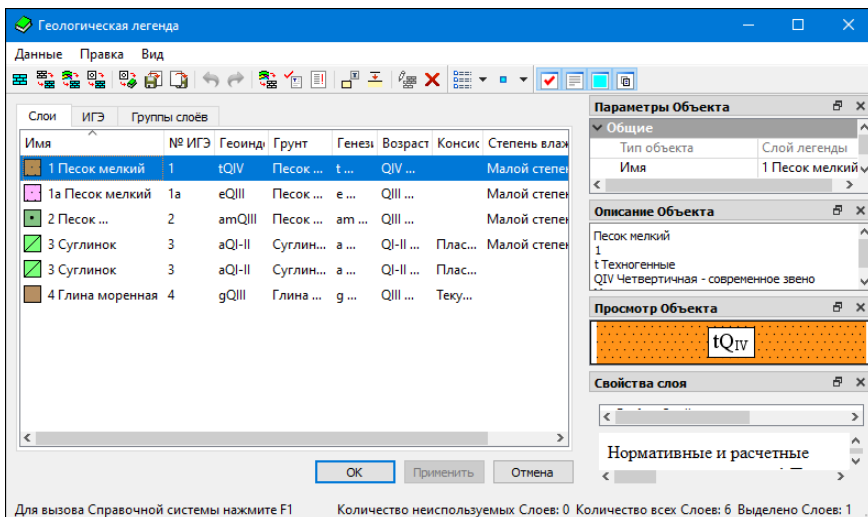 Геологическая легенда
Данные Правка Вид
Слои ИГЭ Группы слоёв
Имя № ИГЭ Геоинд Грунт Генез Возраст Консис Степень влаж
1 Песок мелкий 1 tQIV Песок ... t ... QIV ... Малой степен
1а Песок мелкий 1а eQIII Песок ... e ... QIII ... Малой степен
2 Песок ... 2 amQIII Песок ... am ... QIII ... Малой степен
3 Суглинок 3 aQI-II Суглин... a ... QI-II ... Плас... Малой степен
3 Суглинок 3 aQI-II Суглин... a ... QI-II ... Плас...
4 Глина моренная 4 gQIII Глина ... g ... QIII ... Теку...
OK Применить Отмена
Параметры Объекта
Общие
Тип объекта Слой легенды
Имя 1 Песок мелкий
Описание Объекта
Песок мелкий
1
t Техногенные
QIV Четвертичная - современное звено
Просмотр Объекта
tQIV
Свойства слоя
Нормативные и расчетные
Для вызова Справочной системы нажмите F1 Количество неиспользуемых Слоев: 0 Количество всех Слоев: 6 Выделено Слоев: 1